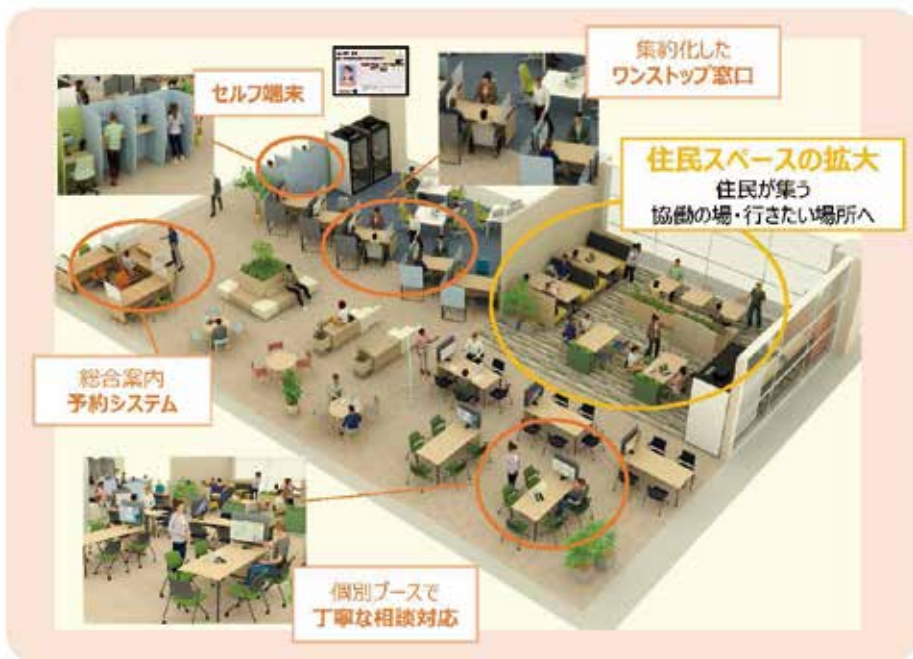 セルフ端末
集約化した
ワンストップ窓口
住民スペースの拡大
住民が集う
協働の場・行きたい場所へ
総合案内
予約システム
個別ブースで
丁寧な相談対応